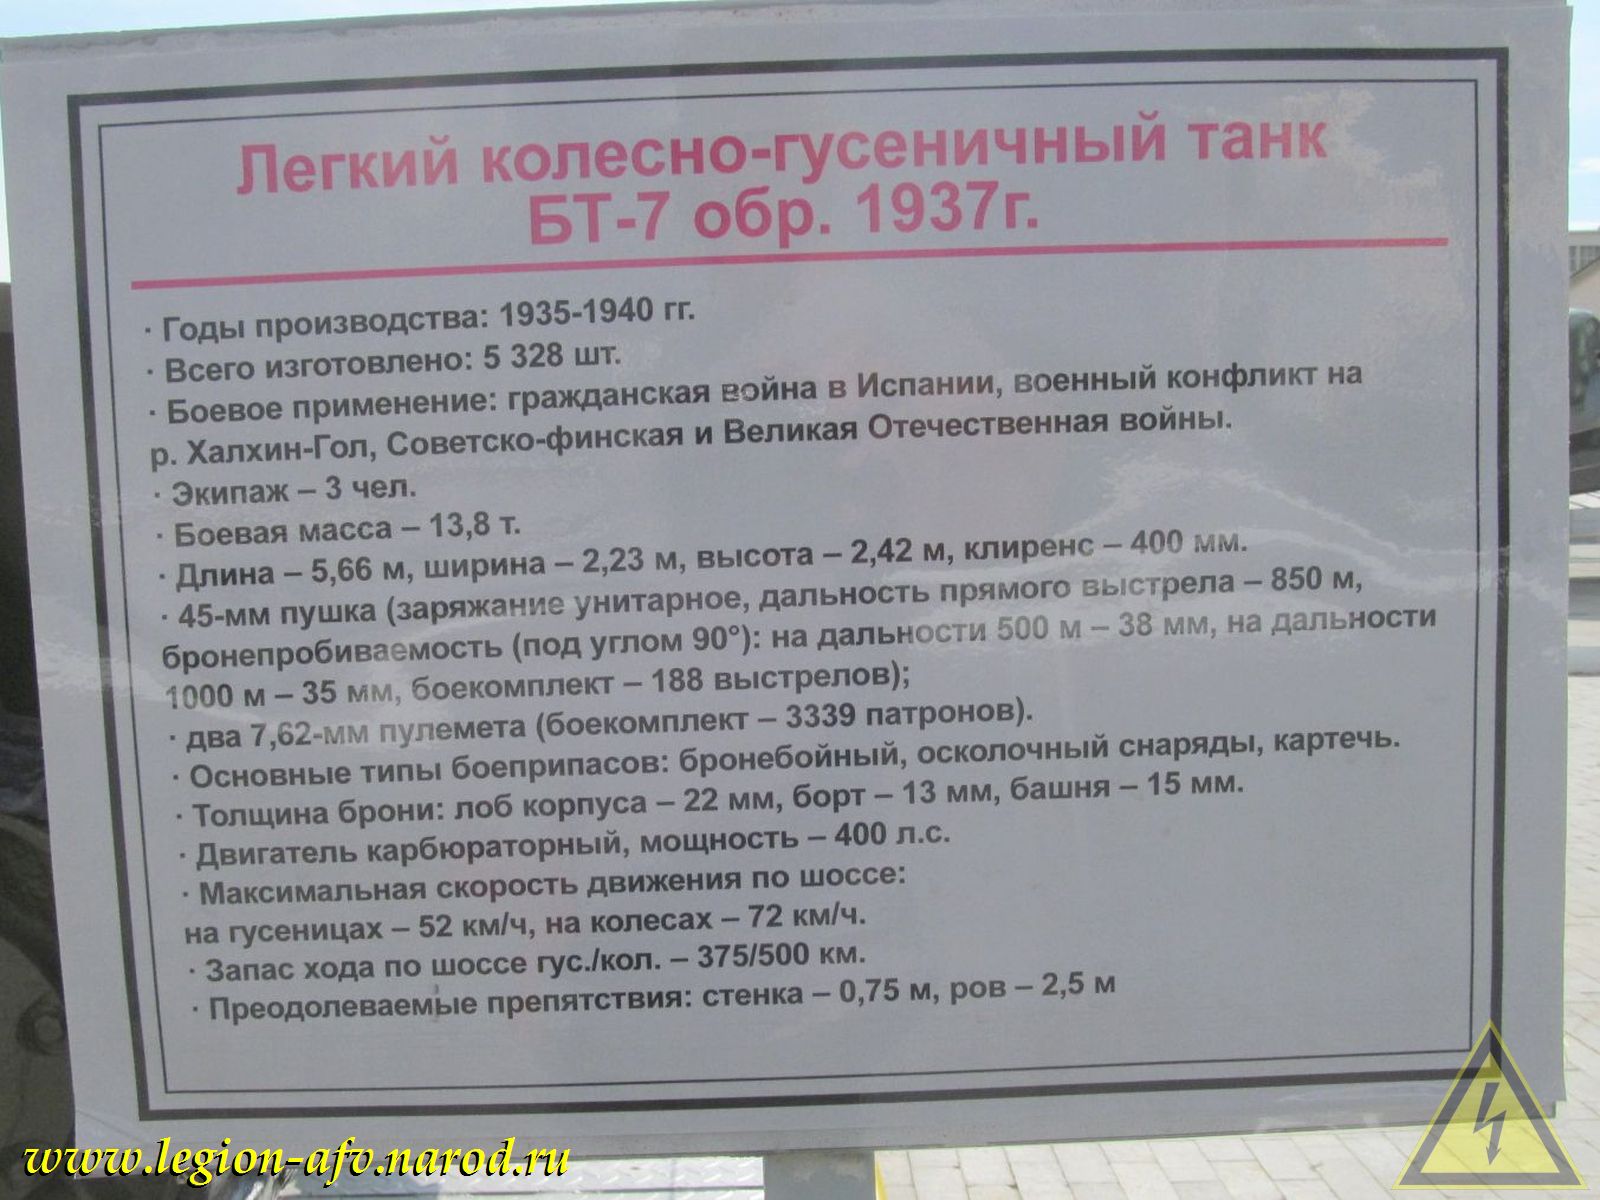 Легкий колесно-гусеничный танк
БТ-7 обр. 1937г.
· Годы производства: 1935-1940 гг.
· Всего изготовлено: 5 328 шт.
· Боевое применение: гражданская война в Испании, военный конфликт на
р. Халхин-Гол, Советско-финская и Великая Отечественная войны.
· Экипаж – 3 чел.
· Боевая масса – 13,8 т.
· Длина – 5,66 м, ширина – 2,23 м, высота – 2,42 м, клиренс – 400 мм.
· 45-мм пушка (заряжание унитарное, дальность прямого выстрела – 850 м,
бронепробиваемость (под углом 90°): на дальности 500 м – 38 мм, на дальности
1000 м – 35 мм, боекомплект – 188 выстрелов);
· два 7,62-мм пулемета (боекомплект – 3339 патронов).
· Основные типы боеприпасов: бронебойный, осколочный снаряды, картечь.
· Толщина брони: лоб корпуса – 22 мм, борт – 13 мм, башня – 15 мм.
· Двигатель карбюраторный, мощность – 400 л.с.
· Максимальная скорость движения по шоссе:
на гусеницах – 52 км/ч, на колесах – 72 км/ч.
· Запас хода по шоссе гус./кол. – 375/500 км.
· Преодолеваемые препятствия: стенка – 0,75 м, ров – 2,5 м
www.legion-afv.narod.ru